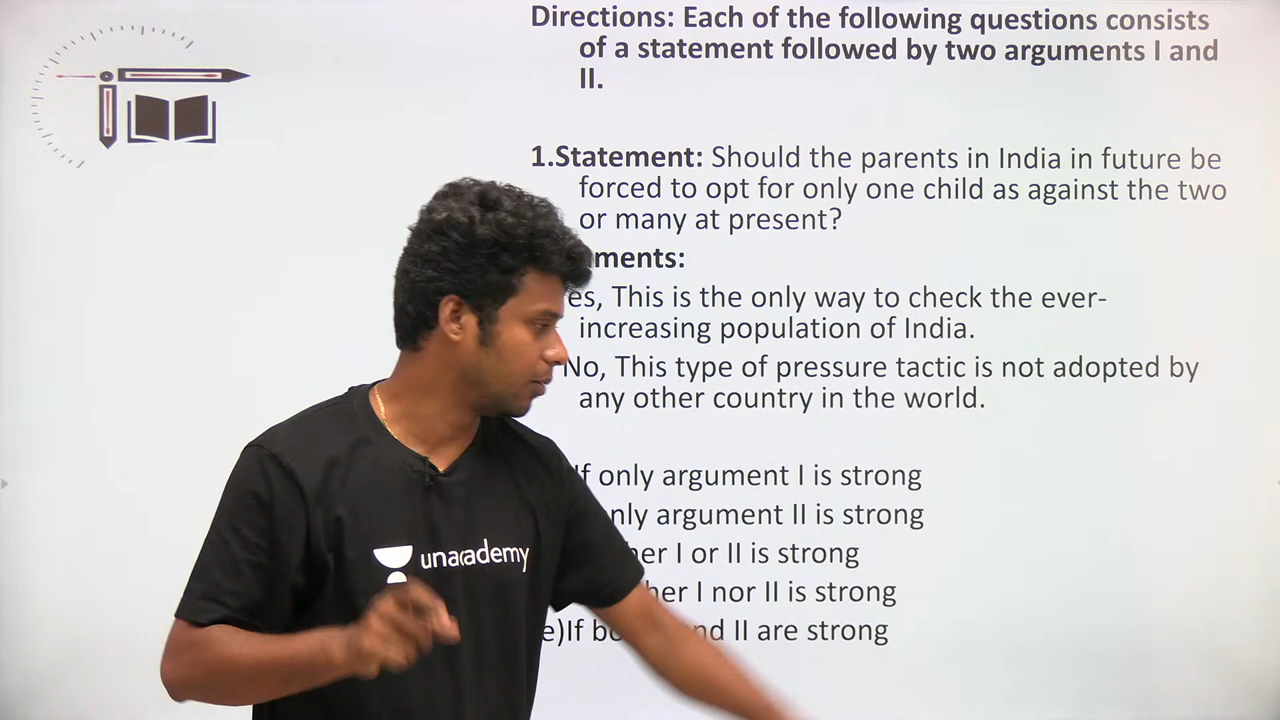 Directions: Each of the following questions consists
of a statement followed by two arguments I and
II.
1.Statement: Should the parents in India in future be
forced to opt for only one child as against the two
or many at present?
ments:
es, This is the only way to check the ever-
increasing population of India.
No, This type of pressure tactic is not adopted by
any other country in the world.
If only argument I is strong
nly argument II is strong
her I or II is strong
her I nor II is strong
e)If bo nd II are strong
unacademy